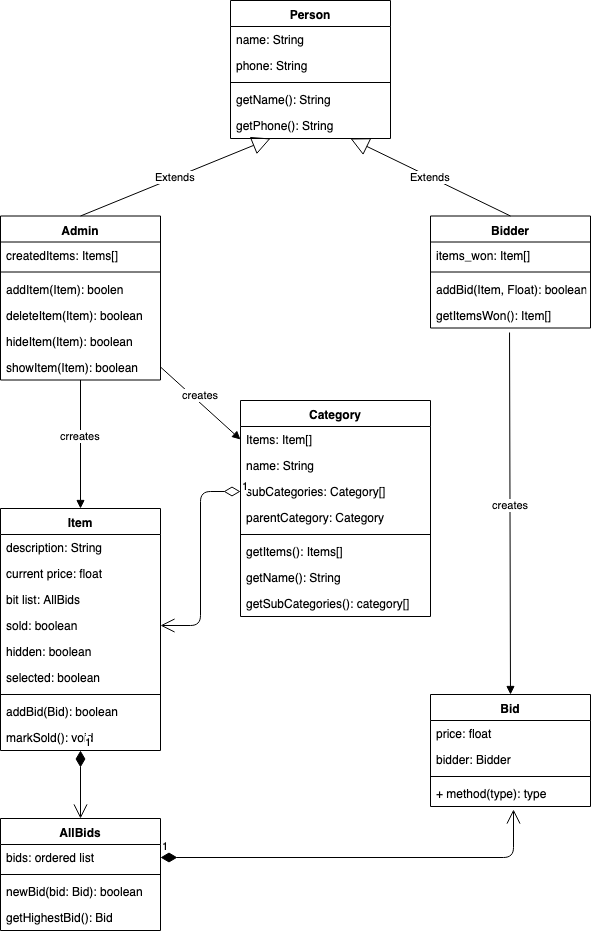 Person
name: String
phone: String
getName(): String
getPhone(): String
Extends
Extends
Admin
createdItems: Items[]
addItem(Item): boolen
deleteItem(Item): boolean
hideItem(Item): boolean
showItem(Item): boolean
Bidder
items_won: Item[]
addBid(Item, Float): boolean
getItemsWon(): Item[]
creates
crreates
creates
Category
Items: Item[]
name: String
1
subCategories: Category[]
parentCategory: Category
getItems(): Items[]
getName(): String
getSubCategories(): category[]
Item
description: String
current price: float
bit list: AllBids
sold: boolean
hidden: boolean
selected: boolean
addBid(Bid): boolean
markSold(): void
1
Bid
price: float
bidder: Bidder
+ method(type): type
AllBids
bids: ordered list
newBid(bid: Bid): boolean
getHighestBid(): Bid
1